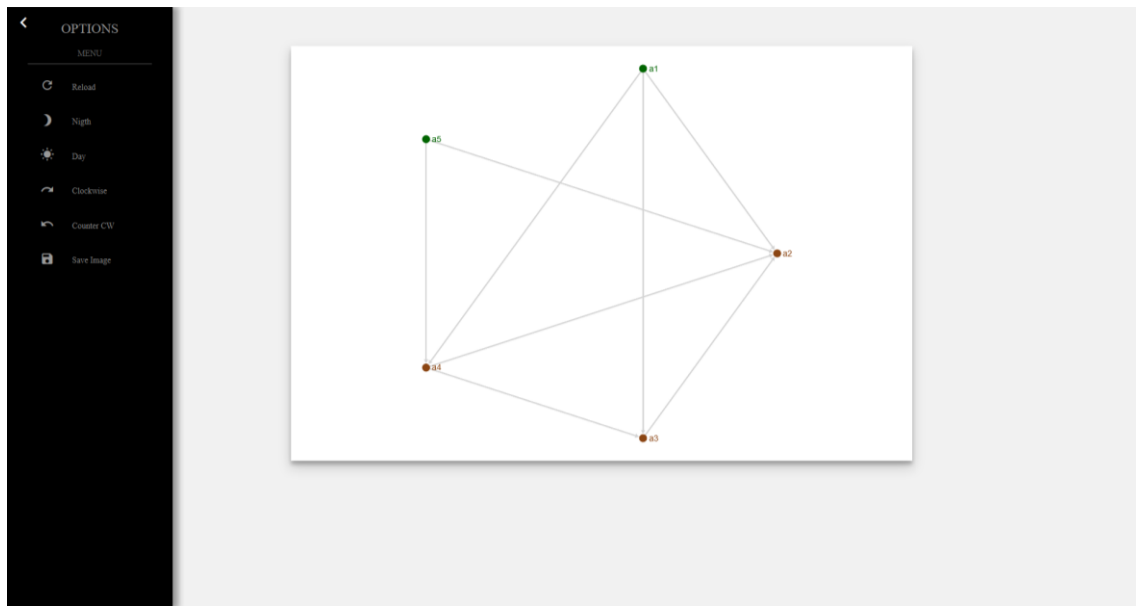 OPTIONS
MENU
Reload
Nigth
Day
Clockwise
Counter CW
Save Image
a1
a5
a2
a4
a3